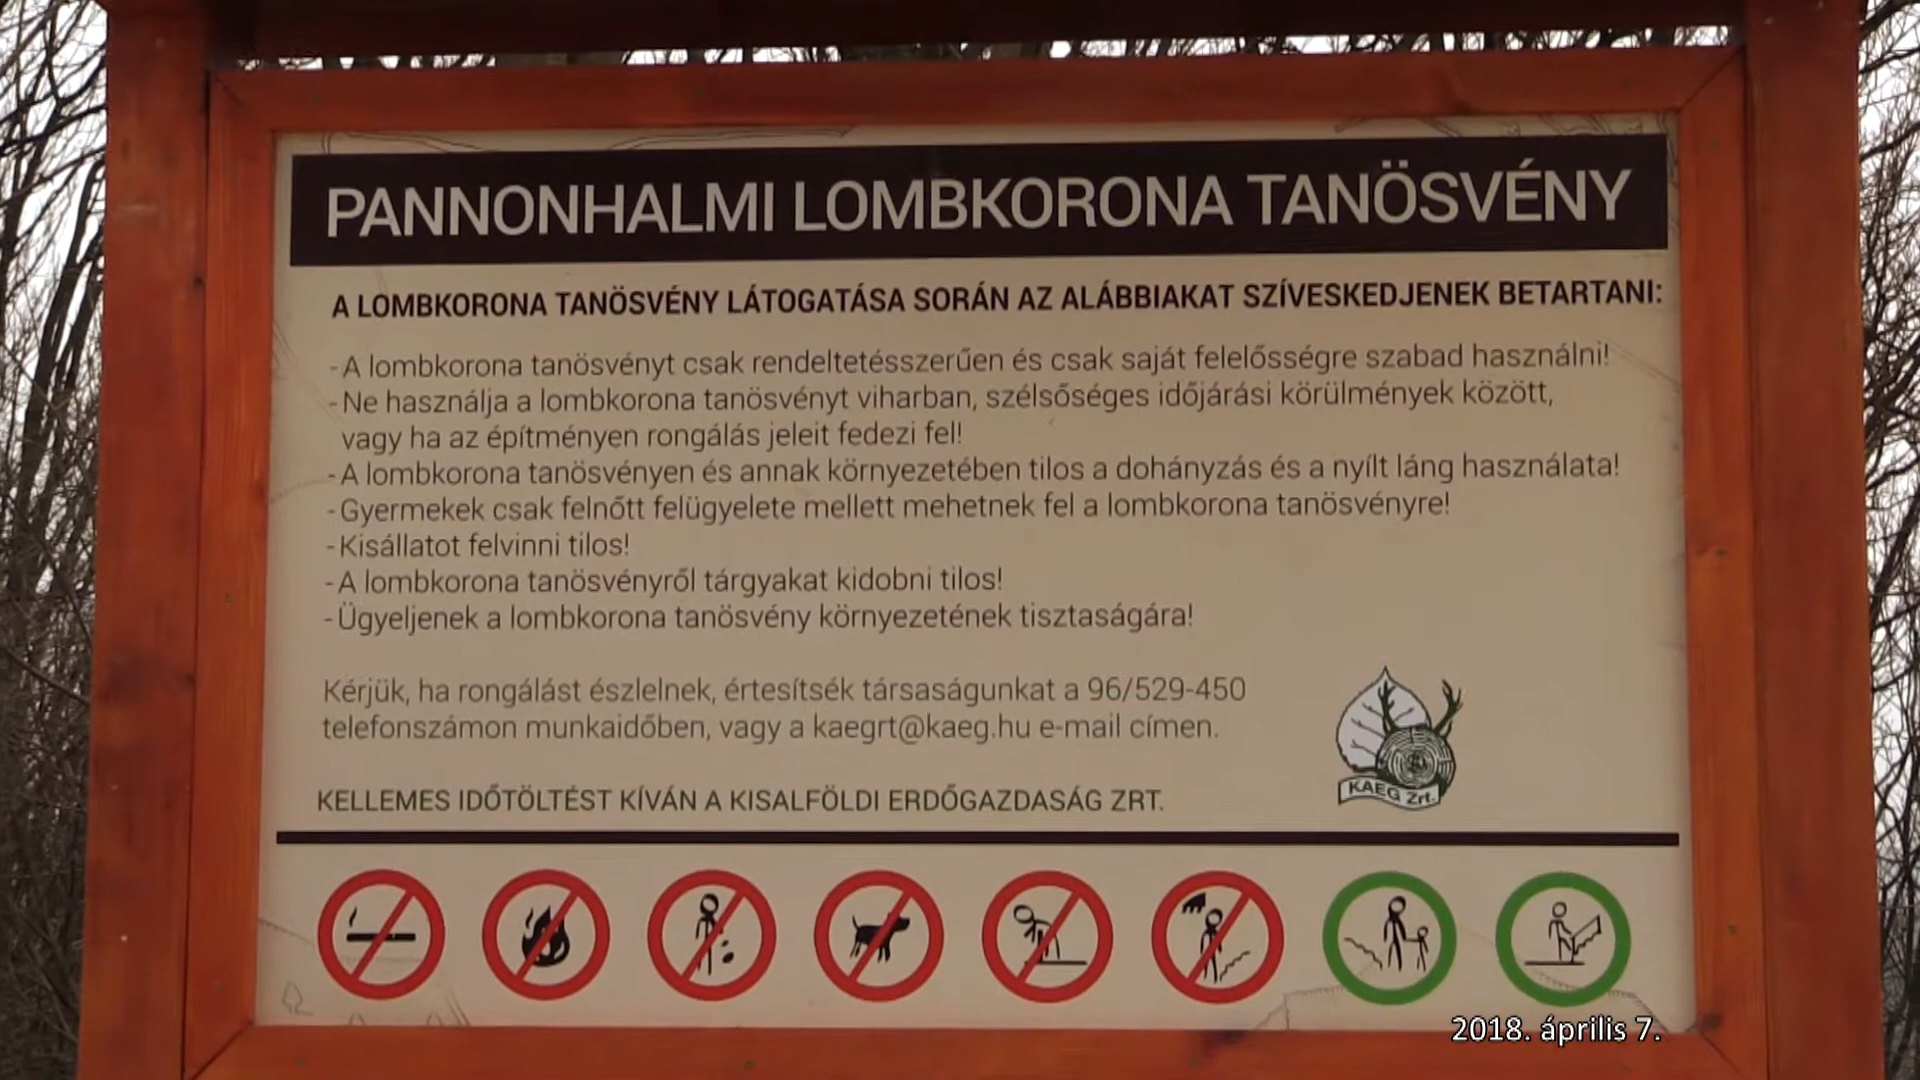 PANNONHALMI LOMBKORONA TANÖSVÉNY
A LOMBKORONA TANÖSVÉNY LÁTOGATÁSA SORÁN AZ ALÁBBIAKAT SZÍVESKEDJENEK BETARTANI:
- A lombkorona tanösvényt csak rendeltetésszerűen és csak saját felelősségre szabad használni!
- Ne használja a lombkorona tanösvényt viharban, szélsőséges időjárási körülmények között,
vagy ha az építményen rongálás jeleit fedezi fel!
- A lombkorona tanösvényen és annak környezetében tilos a dohányzás és a nyílt láng használata!
- Gyermekek csak felnőtt felügyelete mellett mehetnek fel a lombkorona tanösvényre!
- Kisállatot felvinni tilos!
- A lombkorona tanösvényről tárgyakat kidobni tilos!
- Ügyeljenek a lombkorona tanösvény környezetének tisztaságára!
Kérjük, ha rongálást észlelnek, értesítsék társaságunkat a 96/529-450
telefonszámon munkaidőben, vagy a kaegrt@kaeg.hu e-mail címen.
KAEG Zrt.
KELLEMES IDŐTÖLTÉST KÍVÁN A KISALFÖLDI ERDŐGAZDASÁG ZRT.
2018. április 7.